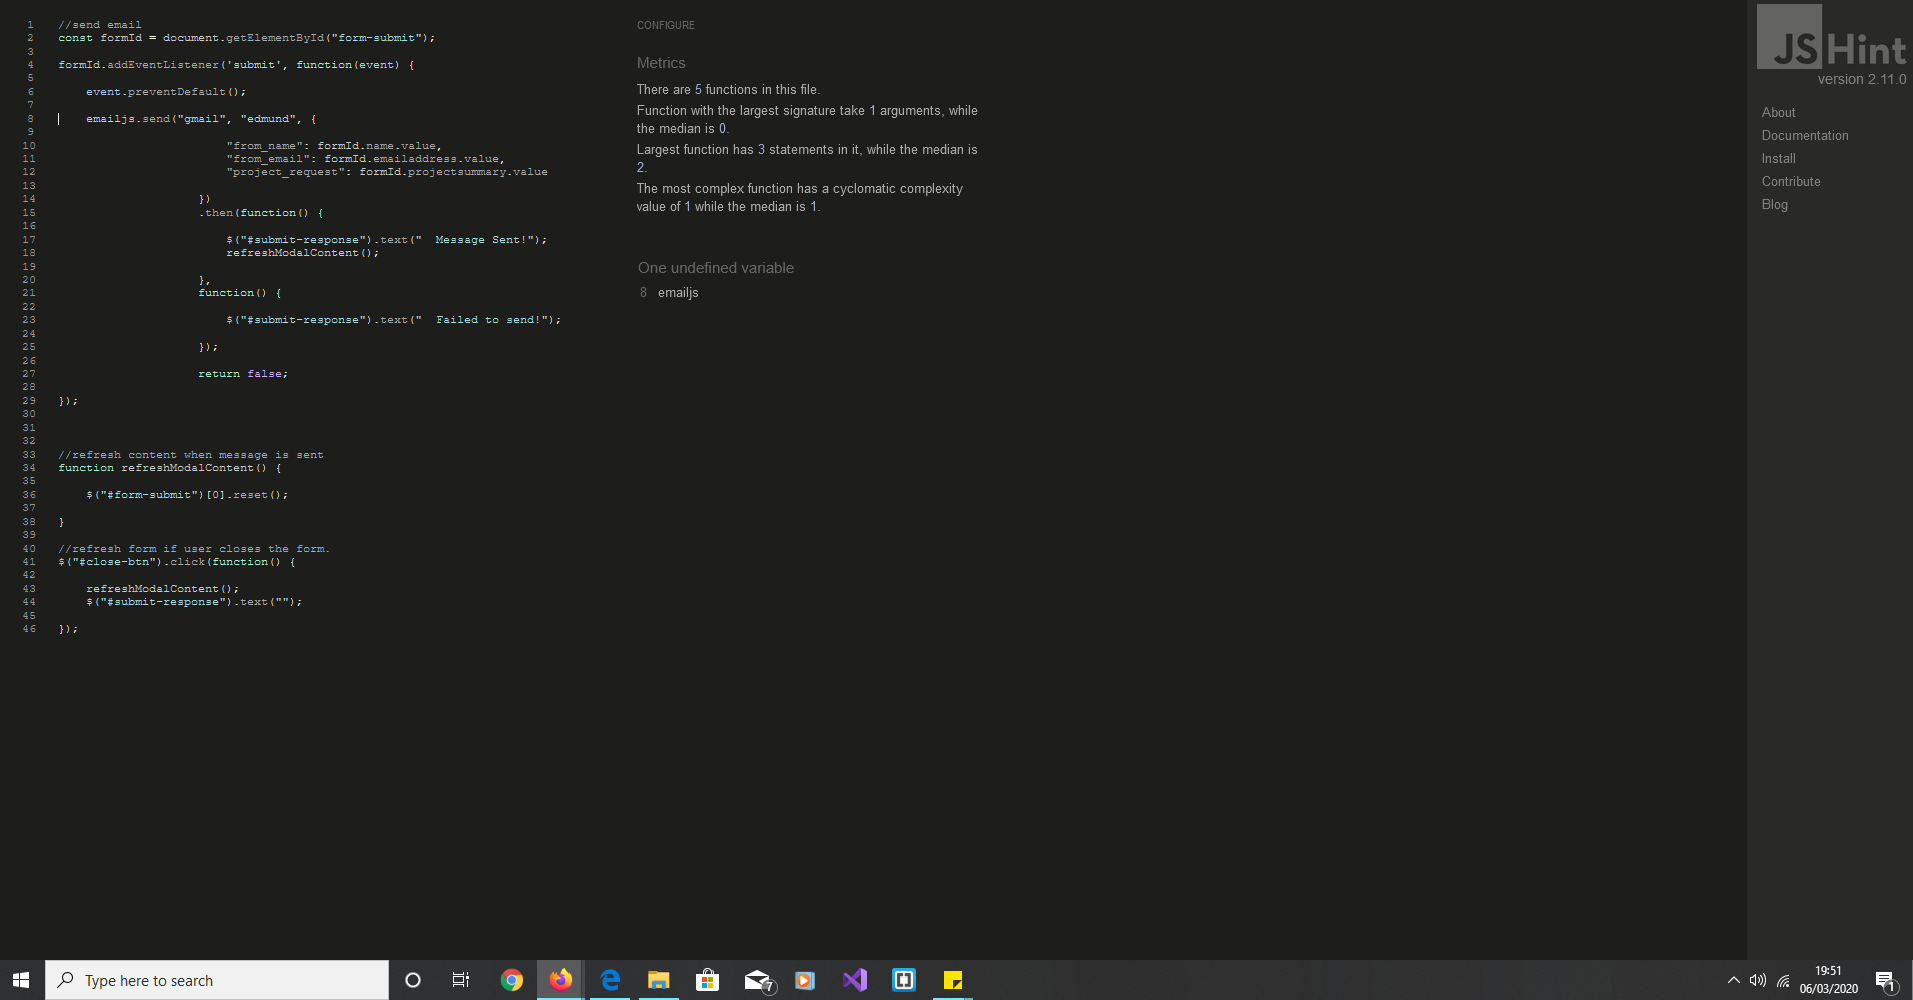 1 //send email
2 const formId = document.getElementById("form-submit");
3
4 formId.addEventListener('submit', function(event) {
5
6 event.preventDefault();
7
8 emailjs.send("gmail", "edmund", {
9
10 "from_name": formId.name.value,
11 "from_email": formId.emailaddress.value,
12 "project_request": formId.projectsummary.value
13
14 })
15 .then(function() {
16
17 $("#submit-response").text("  Message Sent!");
18 refreshModalContent();
19
20 },
21 function() {
22
23 $("#submit-response").text("  Failed to send!");
24
25 });
26
27 return false;
28
29 });
30
31
32
33 //refresh content when message is sent
34 function refreshModalContent() {
35
36 $("#form-submit")[0].reset();
37
38 }
39
40 //refresh form if user closes the form.
41 $("#close-btn").click(function() {
42
43 refreshModalContent();
44 $("#submit-response").text("");
45
46 });
CONFIGURE
Metrics
There are 5 functions in this file.
Function with the largest signature take 1 arguments, while
the median is 0.
Largest function has 3 statements in it, while the median is
2.
The most complex function has a cyclomatic complexity
value of 1 while the median is 1.
One undefined variable
8 emailjs
JSHint
version 2.11.0
About
Documentation
Install
Contribute
Blog
Type here to search
7
19:51
06/03/2020
1